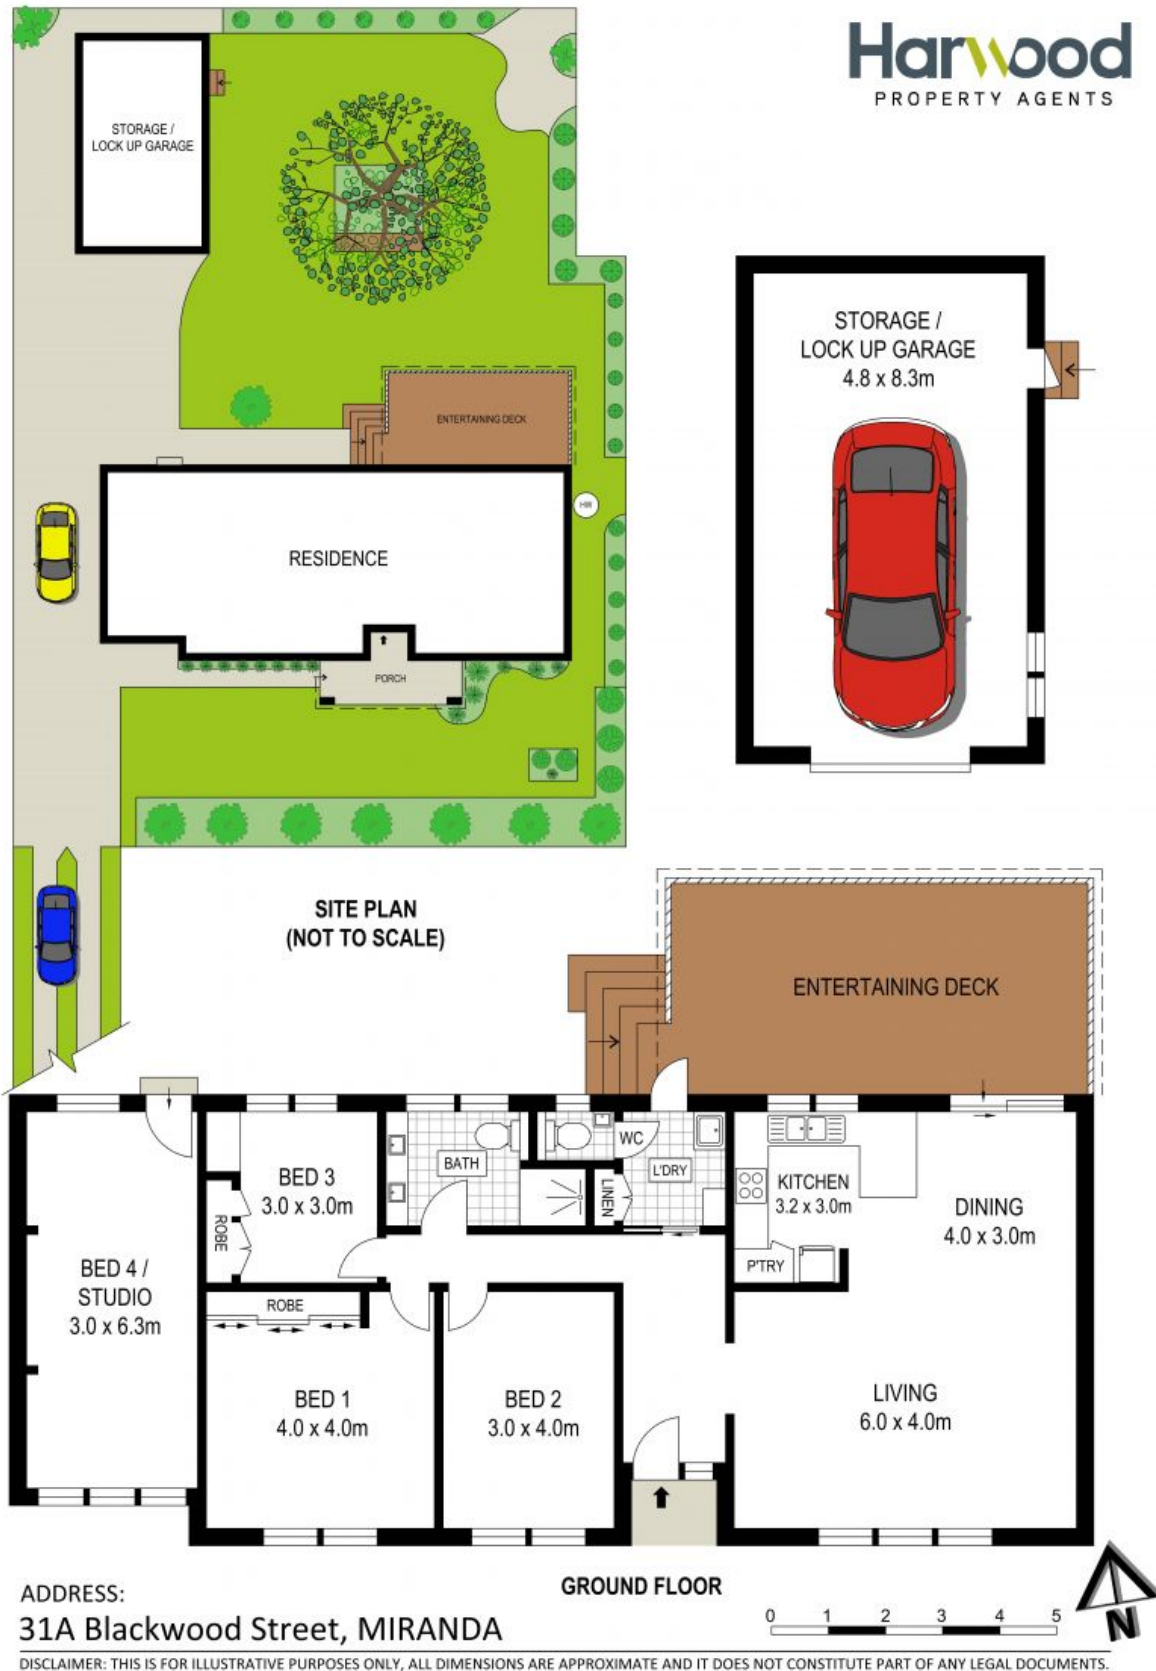 Harwood
PROPERTY AGENTS
STORAGE /
LOCK UP GARAGE
ENTERTAINING DECK
HW
RESIDENCE
PORCH
STORAGE /
LOCK UP GARAGE
4.8 x 8.3m
SITE PLAN
(NOT TO SCALE)
ENTERTAINING DECK
BED 4 /
STUDIO
3.0 x 6.3m
BED 3
3.0 x 3.0m
ROBE
BATH
WC
L'DRY
LINEN
KITCHEN
3.2 x 3.0m
P'TRY
DINING
4.0 x 3.0m
ROBE
BED 1
4.0 x 4.0m
BED 2
3.0 x 4.0m
LIVING
6.0 x 4.0m
GROUND FLOOR
ADDRESS:
31A Blackwood Street, MIRANDA
0 1 2 3 4 5
N
DISCLAIMER: THIS IS FOR ILLUSTRATIVE PURPOSES ONLY, ALL DIMENSIONS ARE APPROXIMATE AND IT DOES NOT CONSTITUTE PART OF ANY LEGAL DOCUMENTS.